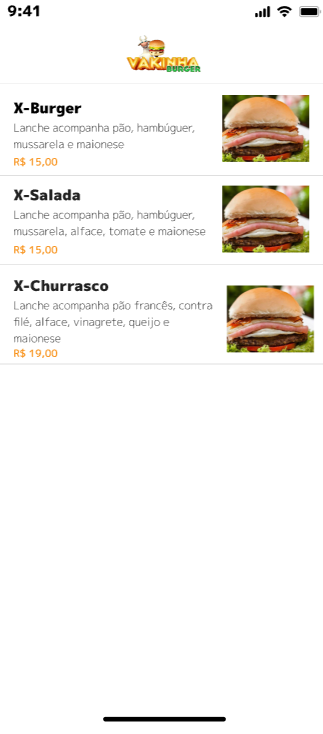 9:41
VAKINHA
BURGER
X-Burger
Lanche acompanha pão, hambúguer,
mussarela e maionese
R$ 15,00
X-Salada
Lanche acompanha pão, hambúguer,
mussarela, alface, tomate e maionese
R$ 15,00
X-Churrasco
Lanche acompanha pão francês, contra
filé, alface, vinagrete, queijo e
maionese
R$ 19,00